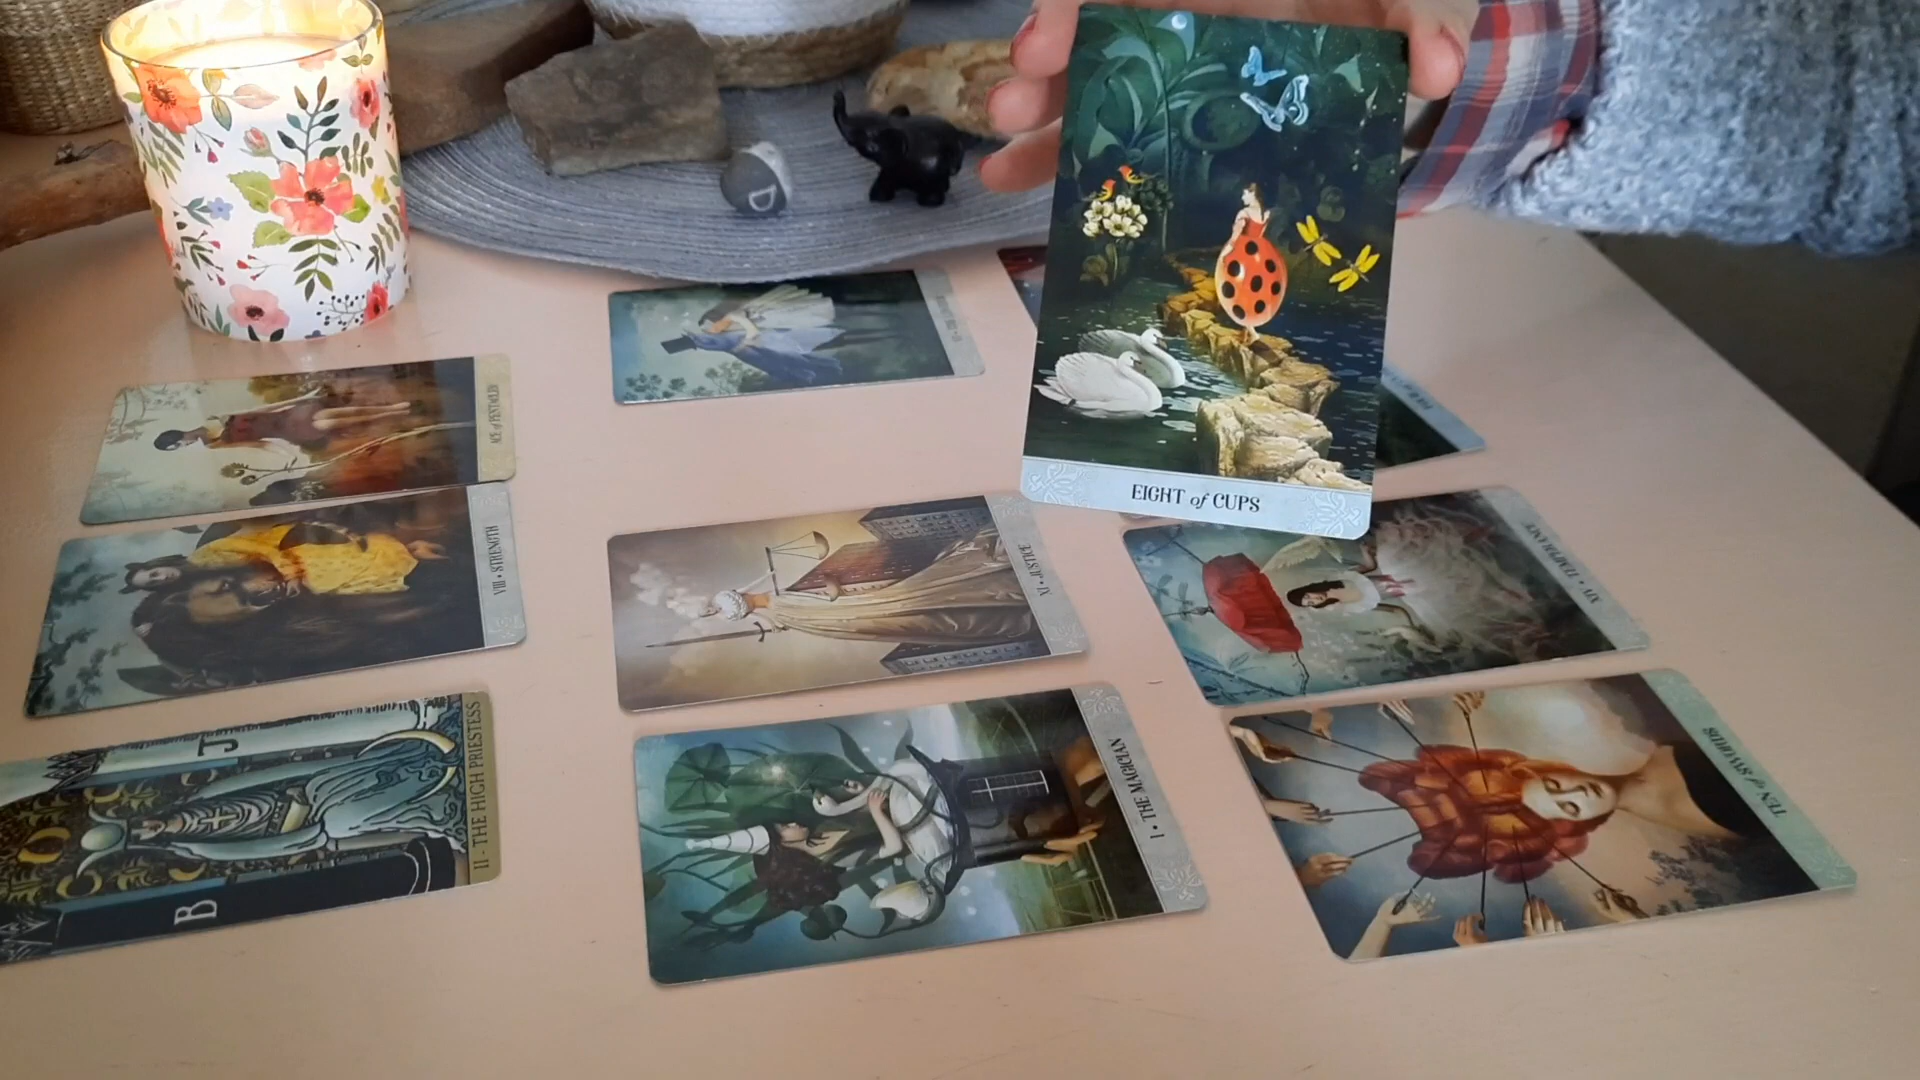 D
ACE of PENTACLES
EIGHT of CUPS
VIII • STRENGTH
XI • JUSTICE
XIV • TEMPERANCE
J
B
II - THE HIGH PRIESTESS
I • THE MAGICIAN
TEN of SWORDS